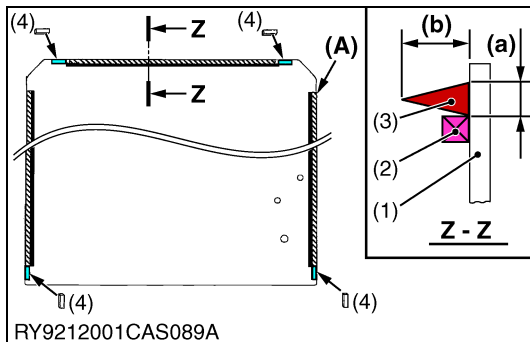 (4)
(4)
Z
Z
(A)
(4)
(4)
RY9212001CAS089A
(b)
(a)
(3)
(2)
(1)
Z - Z